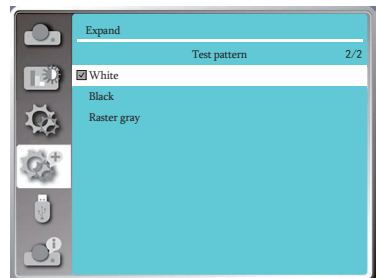 Expand
Test pattern 2/2
White
Black
Raster gray